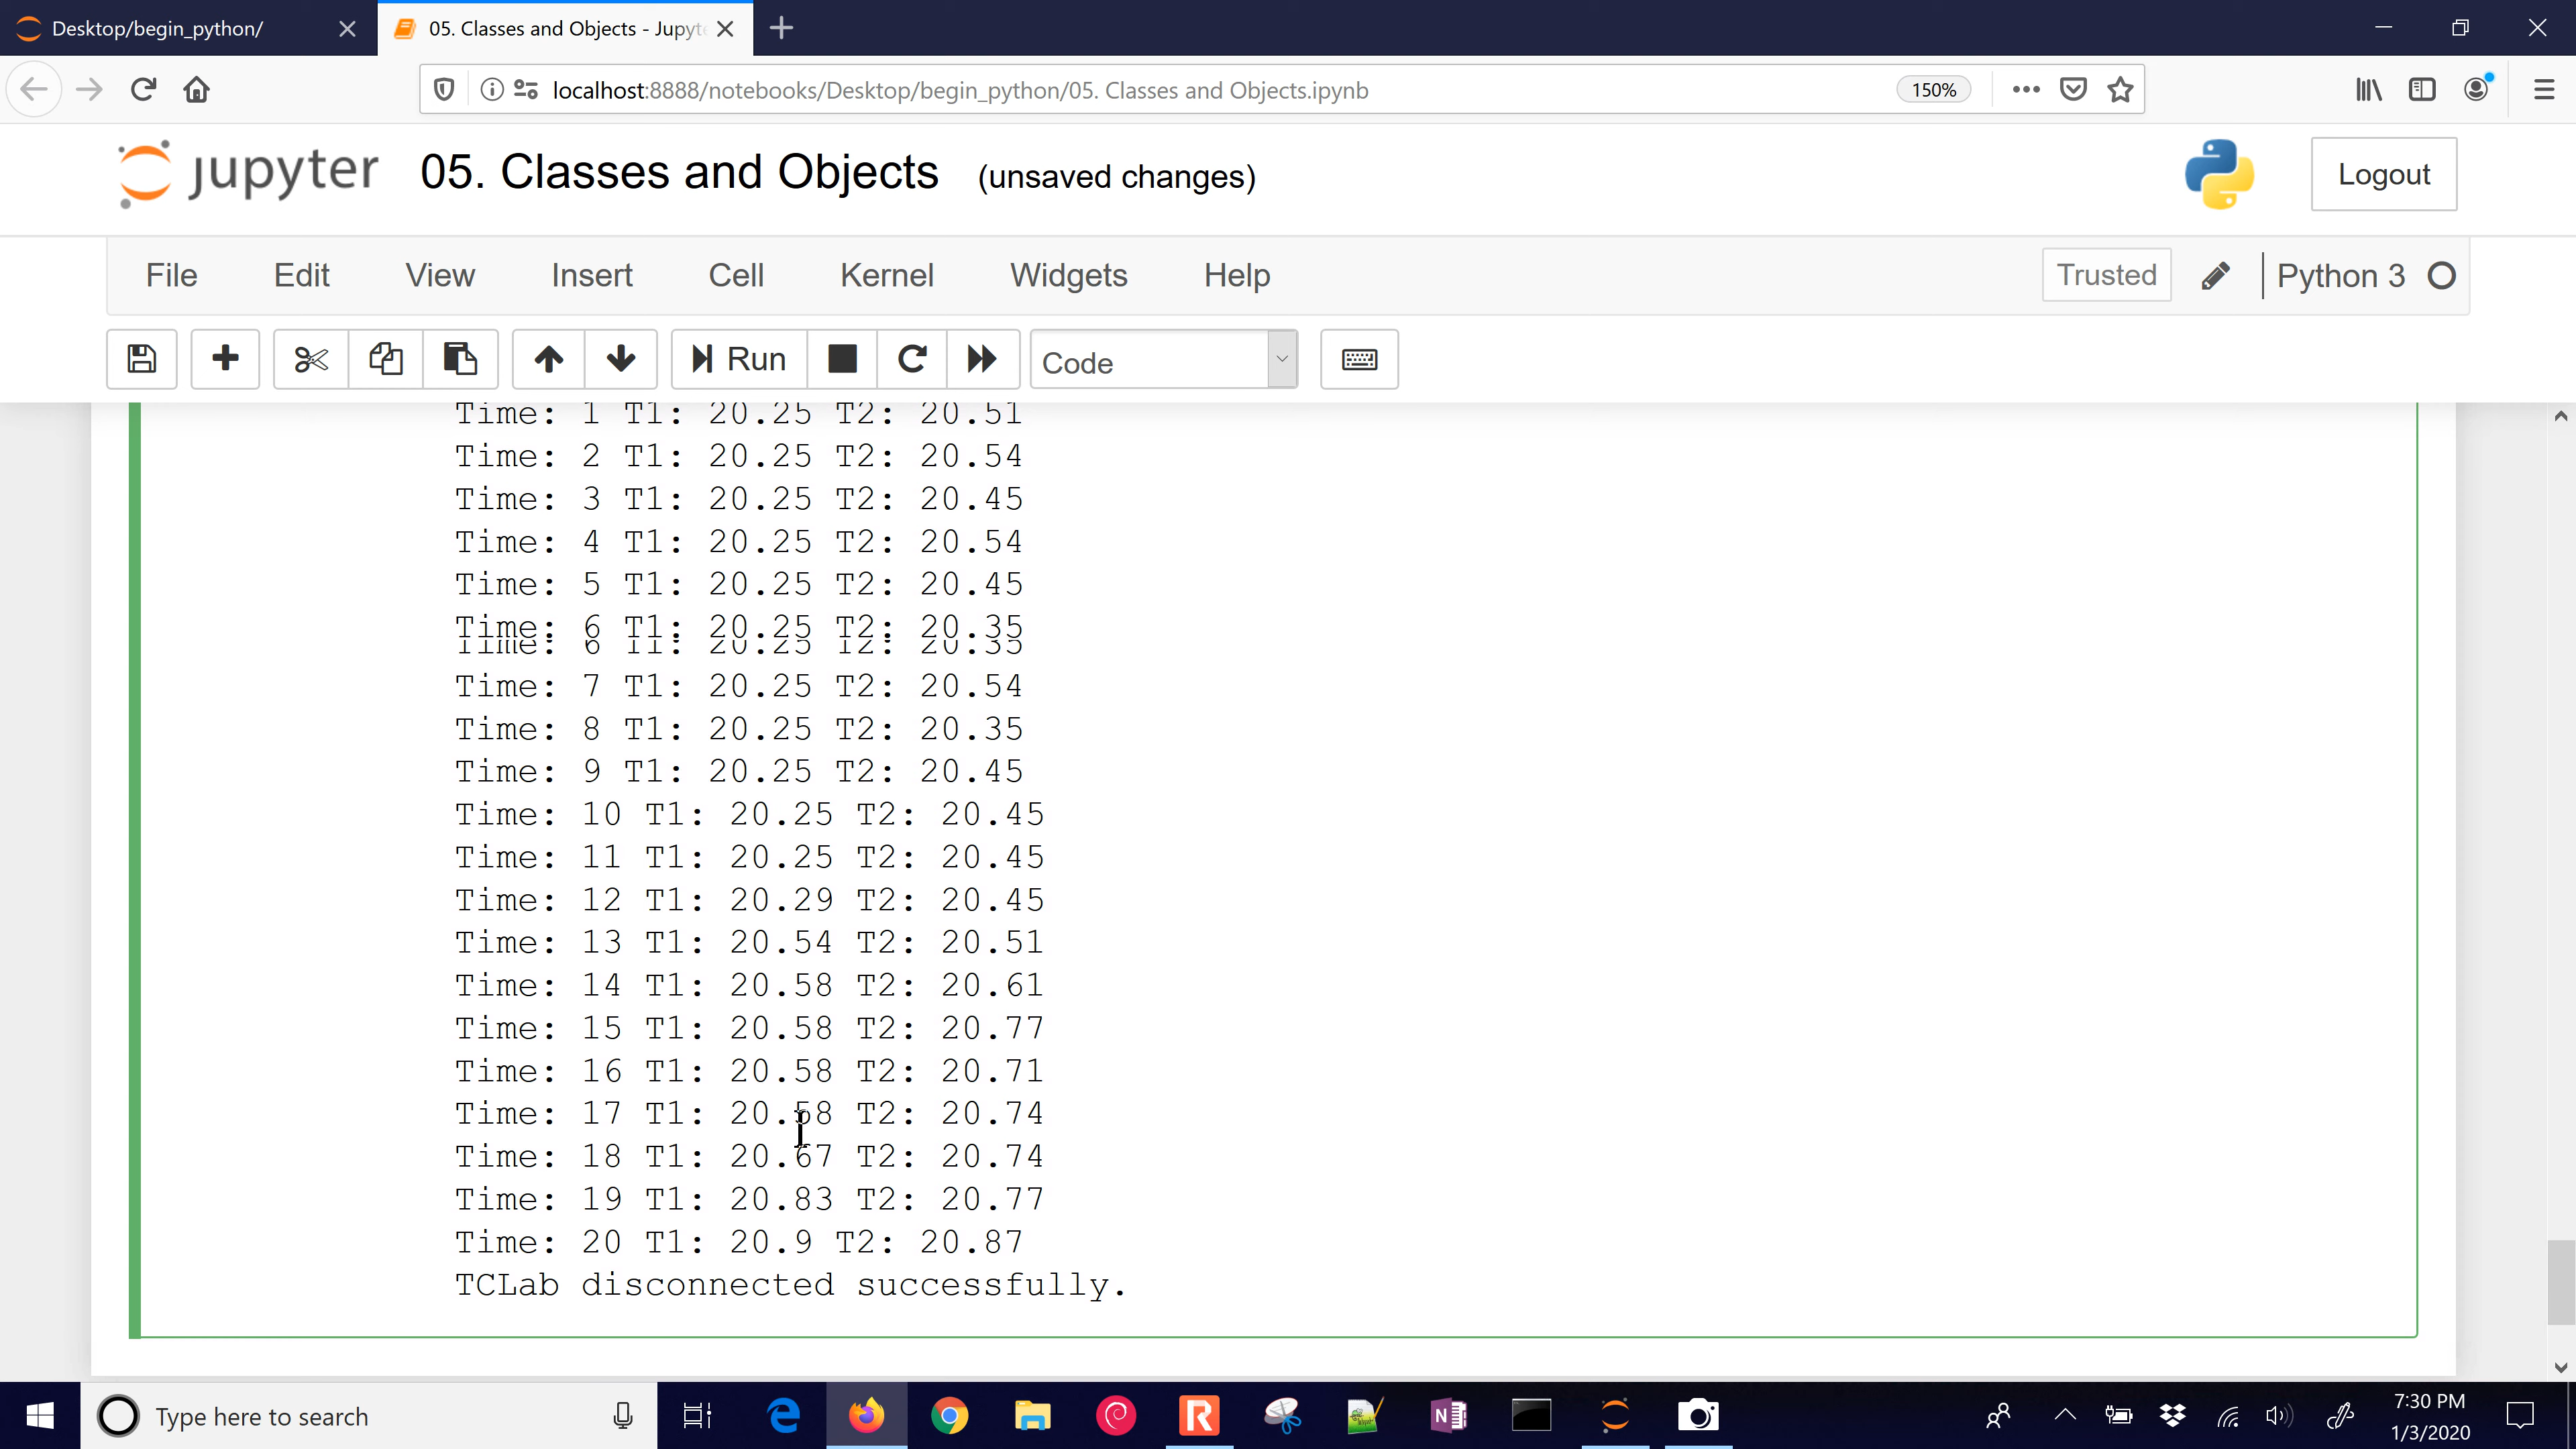 Desktop/begin_python/
05. Classes and Objects - Jupyt
localhost:8888/notebooks/Desktop/begin_python/05. Classes and Objects.ipynb
150%
jupyter
05. Classes and Objects (unsaved changes)
Logout
File Edit View Insert Cell Kernel Widgets Help
Trusted
Python 3
Run
Code
Time: 1 T1: 20.25 T2: 20.51
Time: 2 T1: 20.25 T2: 20.54
Time: 3 T1: 20.25 T2: 20.45
Time: 4 T1: 20.25 T2: 20.54
Time: 5 T1: 20.25 T2: 20.45
Time: 6 T1: 20.25 T2: 20.35
Time: 6 T1: 20.25 T2: 20.35
Time: 7 T1: 20.25 T2: 20.54
Time: 8 T1: 20.25 T2: 20.35
Time: 9 T1: 20.25 T2: 20.45
Time: 10 T1: 20.25 T2: 20.45
Time: 11 T1: 20.25 T2: 20.45
Time: 12 T1: 20.29 T2: 20.45
Time: 13 T1: 20.54 T2: 20.51
Time: 14 T1: 20.58 T2: 20.61
Time: 15 T1: 20.58 T2: 20.77
Time: 16 T1: 20.58 T2: 20.71
Time: 17 T1: 20.58 T2: 20.74
Time: 18 T1: 20.67 T2: 20.74
Time: 19 T1: 20.83 T2: 20.77
Time: 20 T1: 20.9 T2: 20.87
TCLab disconnected successfully.
Type here to search
7:30 PM
1/3/2020